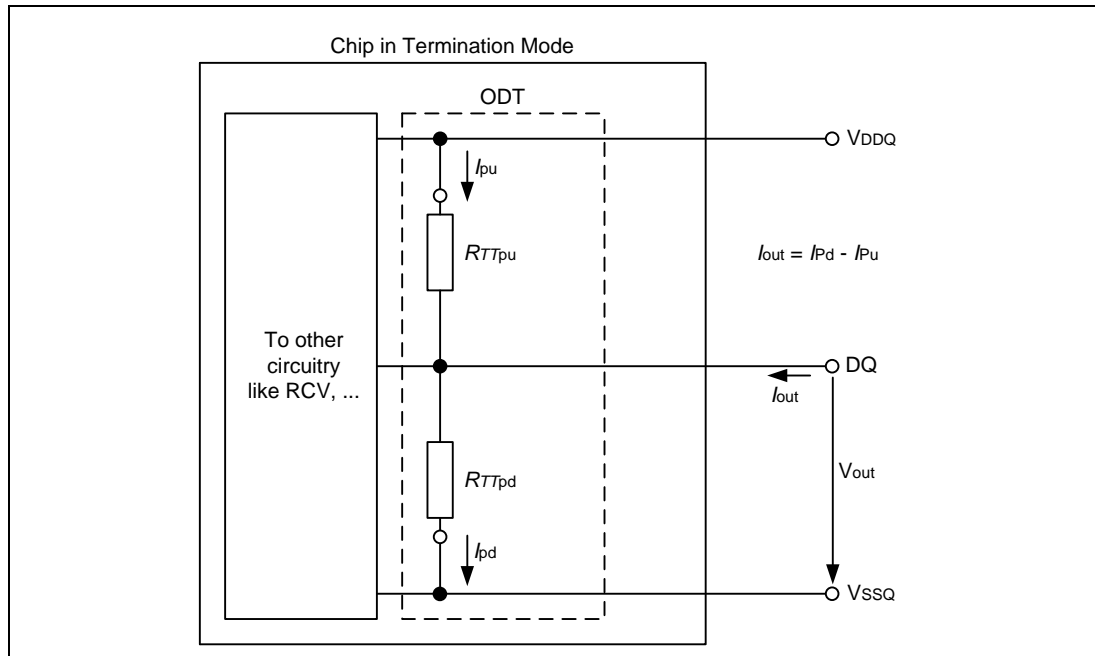 Chip in Termination Mode
ODT
VDDQ
Ipu
RTTpu
Iout = IPd - IPu
To other
circuitry
like RCV, ...
DQ
Iout
RTTpd
Vout
Ipd
VSSQ